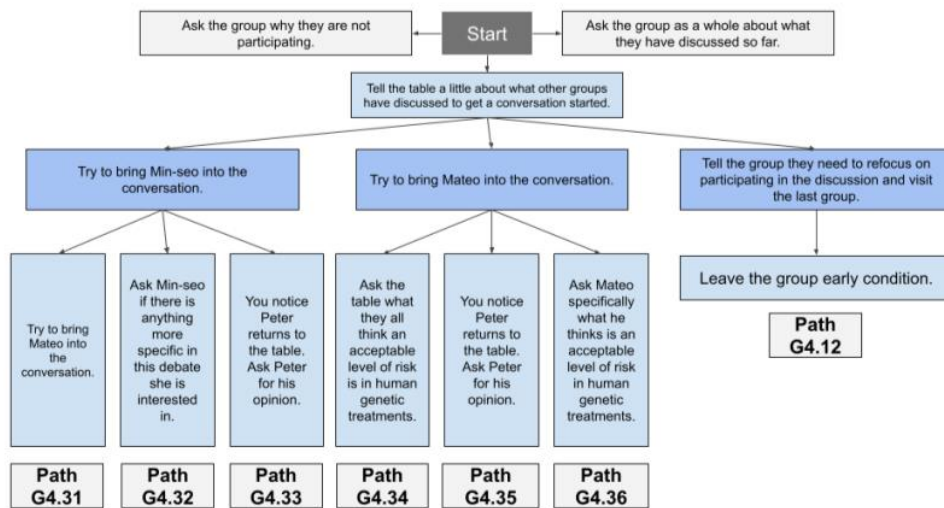 Ask the group why they are not
participating.
Start
Ask the group as a whole about what
they have discussed so far.
Tell the table a little about what other groups
have discussed to get a conversation started.
Try to bring Min-seo into the
conversation.
Try to bring Mateo into the conversation.
Tell the group they need to refocus on
participating in the discussion and visit
the last group.
Try to bring
Mateo into
the
conversation.
Ask Min-seo
if there is
anything
more
specific in
this debate
she is
interested
in.
You notice
Peter
returns to
the table.
Ask Peter
for his
opinion.
Ask the
table what
they all
think an
acceptable
level of risk
is in human
genetic
treatments.
You notice
Peter
returns to
the table.
Ask Peter
for his
opinion.
Ask Mateo
specifically
what he
thinks is an
acceptable
level of risk
in human
genetic
treatments.
Leave the group early condition.
Path
G4.12
Path
G4.31
Path
G4.32
Path
G4.33
Path
G4.34
Path
G4.35
Path
G4.36